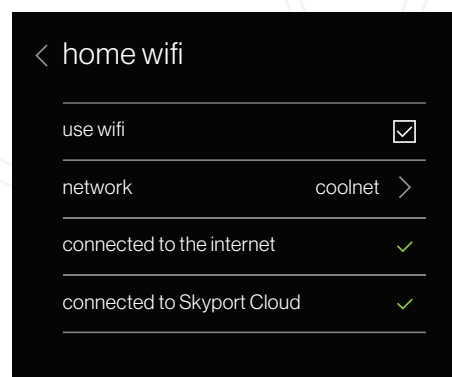 home wifi
use wifi
network coolnet
connected to the internet
connected to Skyport Cloud